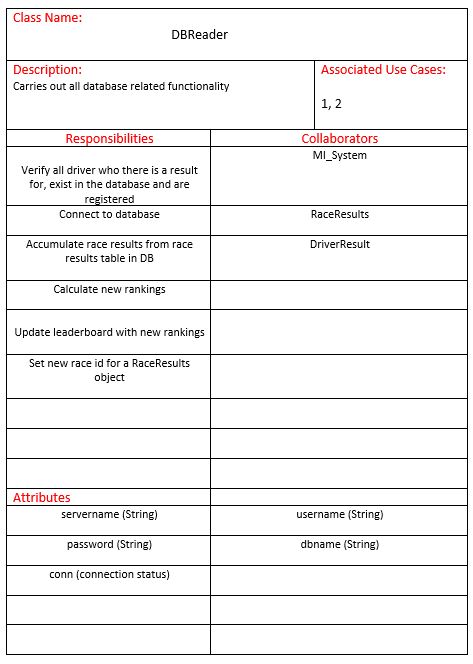 Class Name:
DBReader
Description:
Carries out all database related functionality
Associated Use Cases:
1, 2
Responsibilities
Collaborators
Verify all driver who there is a result
for, exist in the database and are
registered
MI_System
Connect to database
RaceResults
Accumulate race results from race
results table in DB
DriverResult
Calculate new rankings
Update leaderboard with new rankings
Set new race id for a RaceResults
object
Attributes
servername (String)
username (String)
password (String)
dbname (String)
conn (connection status)